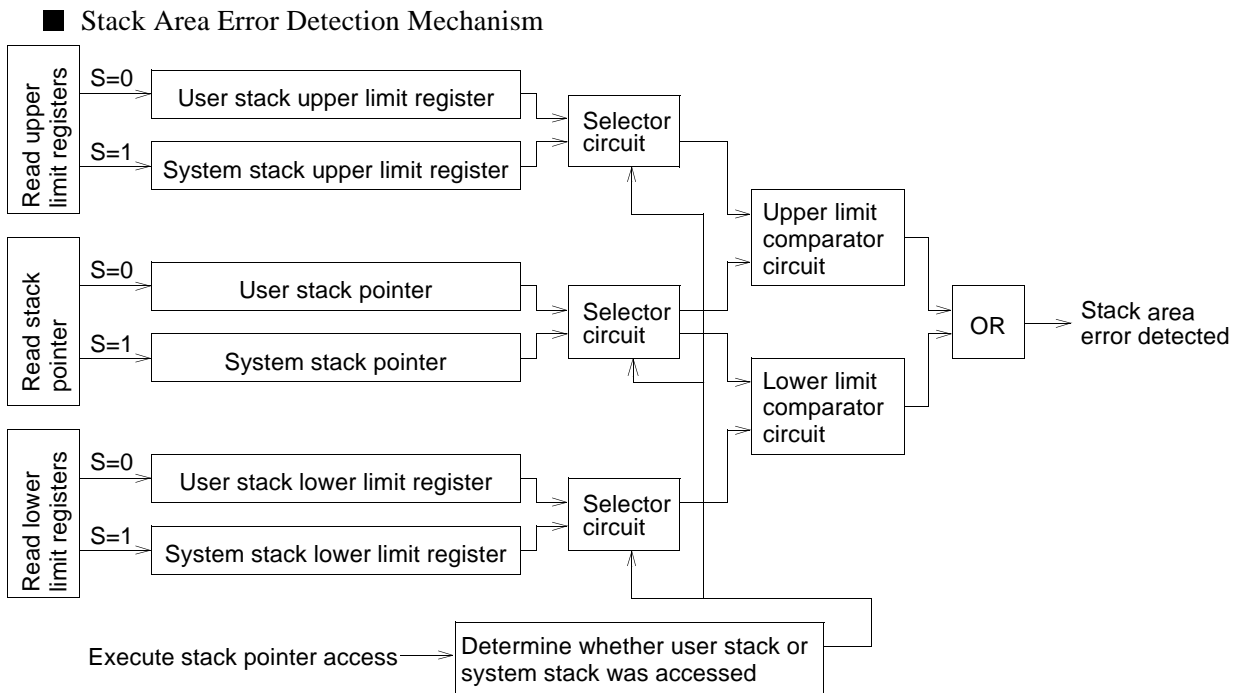 ■ Stack Area Error Detection Mechanism
Read upper
limit registers
S=0
User stack upper limit register
S=1
System stack upper limit register
Selector
circuit
Read stack
pointer
S=0
User stack pointer
S=1
System stack pointer
Selector
circuit
Read lower
limit registers
S=0
User stack lower limit register
S=1
System stack lower limit register
Selector
circuit
Upper limit
comparator
circuit
Lower limit
comparator
circuit
OR
Stack area
error detected
Execute stack pointer access
Determine whether user stack or
system stack was accessed